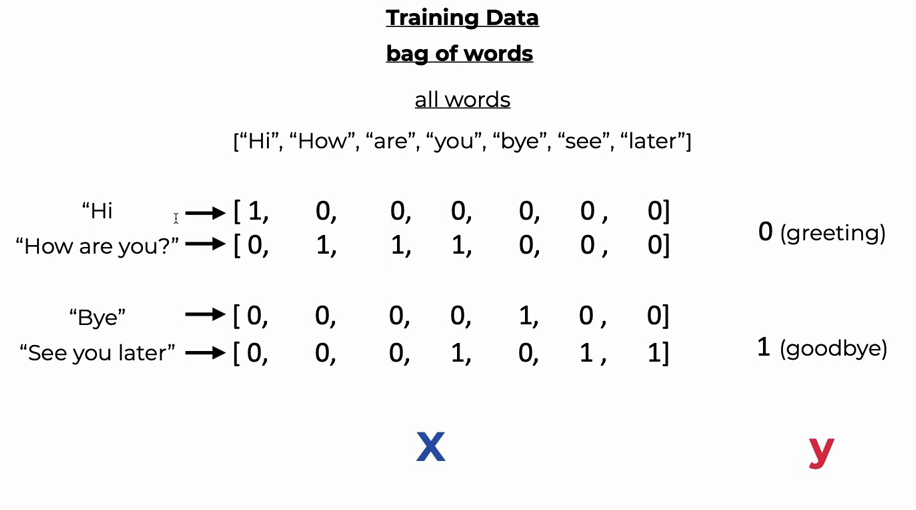 Training Data
bag of words
all words
[“Hi”, “How”, “are”, “you”, “bye”, “see”, “later”]
“Hi [ 1, 0, 0, 0, 0, 0 , 0]
“How are you?” [ 0, 1, 1, 1, 0, 0 , 0]
0 (greeting)
“Bye” [ 0, 0, 0, 0, 1, 0 , 0]
“See you later” [ 0, 0, 0, 1, 0, 1 , 1]
1 (goodbye)
X y